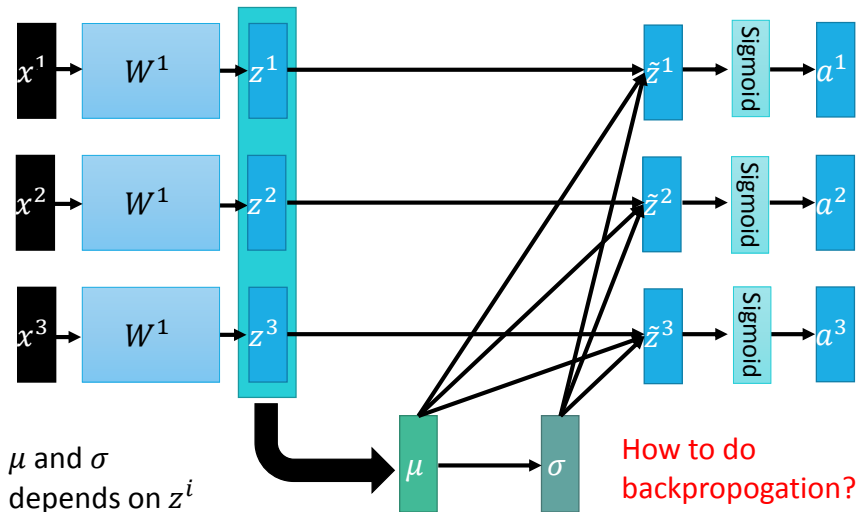 x¹ W¹ z¹ z̃¹ Sigmoid a¹
x² W¹ z² z̃² Sigmoid a²
x³ W¹ z³ z̃³ Sigmoid a³
μ σ
μ and σ
depends on zⁱ
How to do
backpropogation?